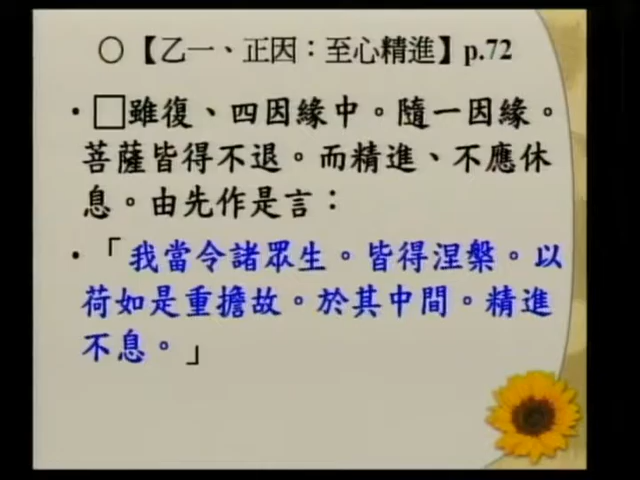 ○【乙一、正因：至心精進】p.72
•□雖復、四因緣中。隨一因緣。
菩薩皆得不退。而精進、不應休
息。由先作是言：
•「我當令諸眾生。皆得涅槃。以
荷如是重擔故。於其中間。精進
不息。」